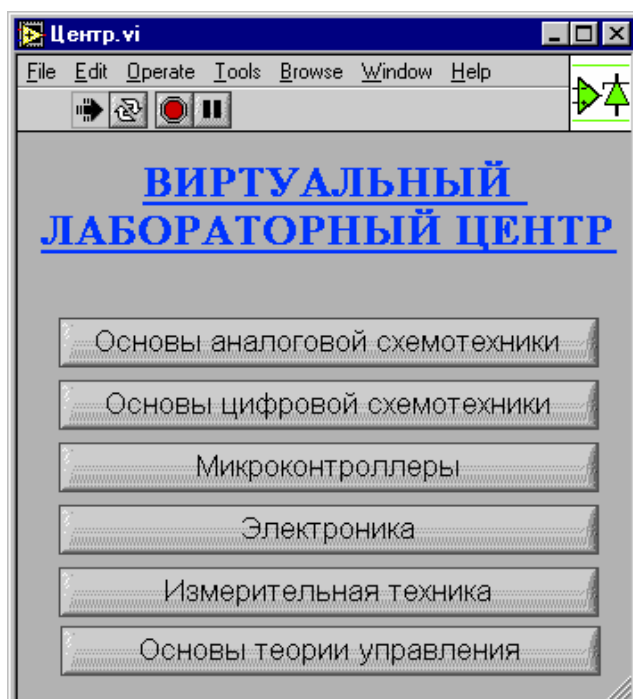 Центр.vi
File Edit Operate Tools Browse Window Help
ВИРТУАЛЬНЫЙ
ЛАБОРАТОРНЫЙ ЦЕНТР
Основы аналоговой схемотехники
Основы цифровой схемотехники
Микроконтроллеры
Электроника
Измерительная техника
Основы теории управления